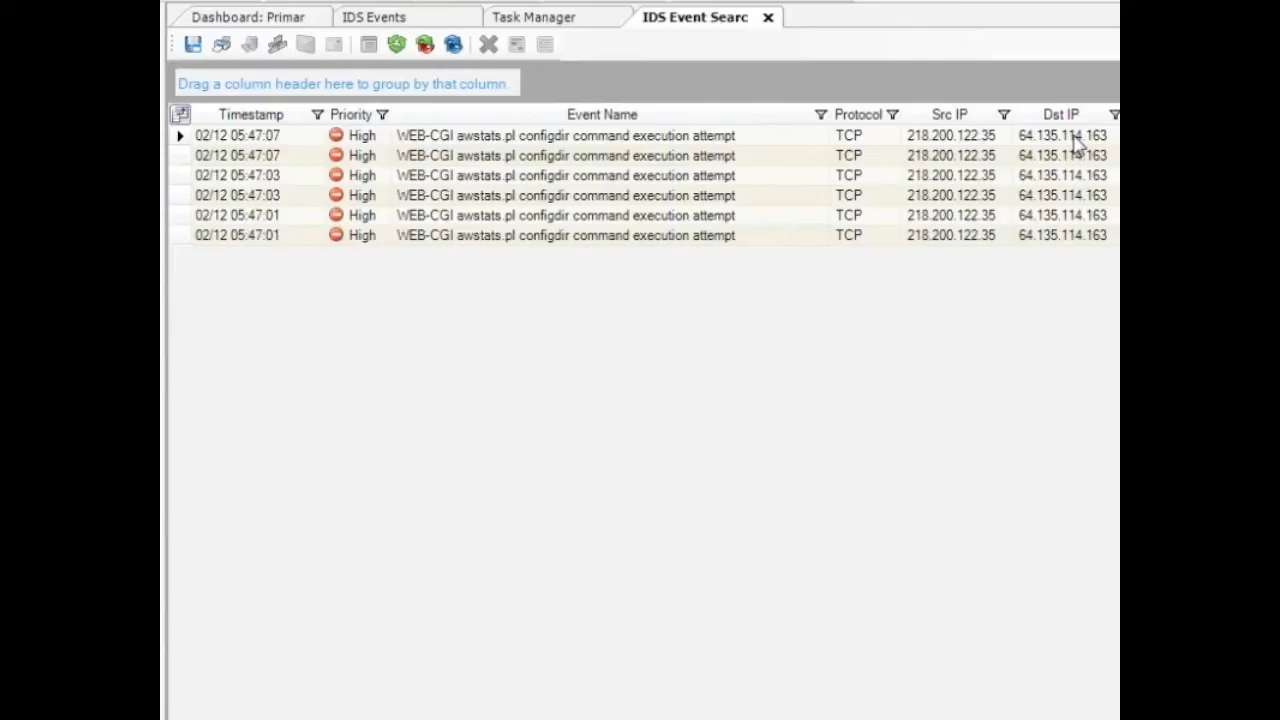 Dashboard: Primar IDS Events Task Manager IDS Event Searc
Drag a column header here to group by that column.
Timestamp Priority Event Name Protocol Src IP Dst IP
02/12 05:47:07 High WEB-CGI awstats.pl configdir command execution attempt TCP 218.200.122.35 64.135.114.163
02/12 05:47:07 High WEB-CGI awstats.pl configdir command execution attempt TCP 218.200.122.35 64.135.114.163
02/12 05:47:03 High WEB-CGI awstats.pl configdir command execution attempt TCP 218.200.122.35 64.135.114.163
02/12 05:47:03 High WEB-CGI awstats.pl configdir command execution attempt TCP 218.200.122.35 64.135.114.163
02/12 05:47:01 High WEB-CGI awstats.pl configdir command execution attempt TCP 218.200.122.35 64.135.114.163
02/12 05:47:01 High WEB-CGI awstats.pl configdir command execution attempt TCP 218.200.122.35 64.135.114.163